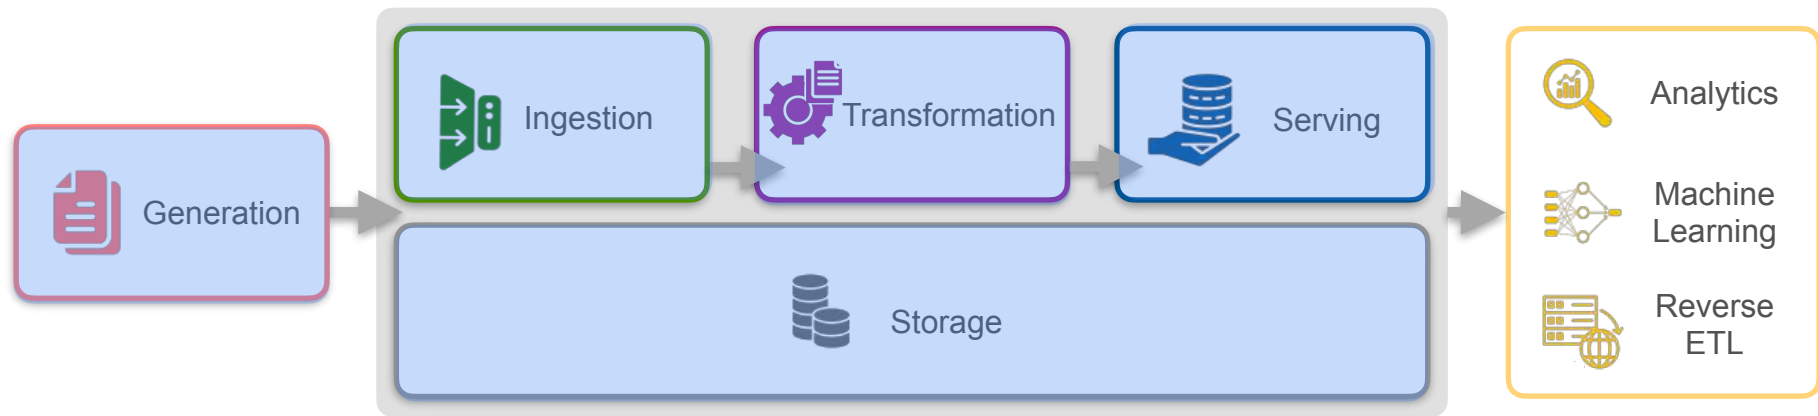 Generation
Ingestion
Transformation
Serving
Storage
Analytics
Machine
Learning
Reverse
ETL